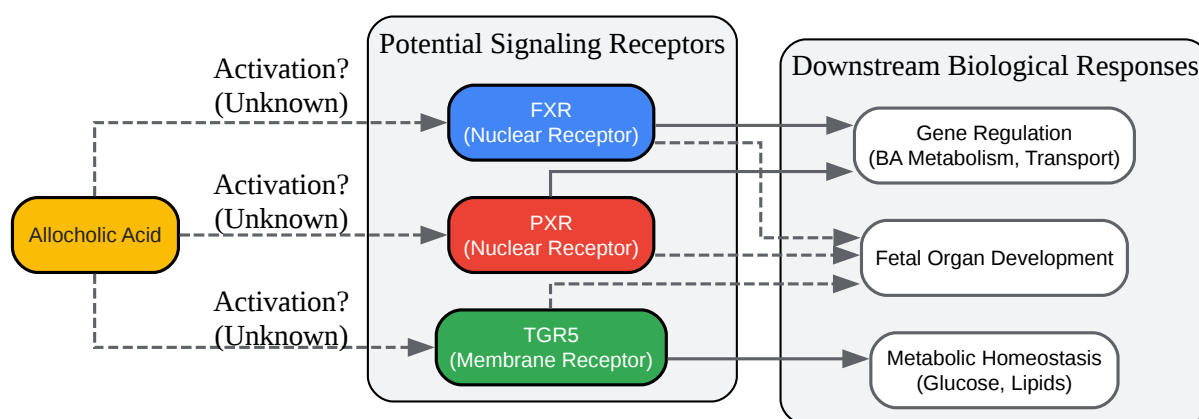 Potential Signaling Receptors
Downstream Biological Responses
Activation?
(Unknown)
FXR
(Nuclear Receptor)
Gene Regulation
(BA Metabolism, Transport)
Allocholic Acid
Activation?
(Unknown)
PXR
(Nuclear Receptor)
Fetal Organ Development
Activation?
(Unknown)
TGR5
(Membrane Receptor)
Metabolic Homeostasis
(Glucose, Lipids)